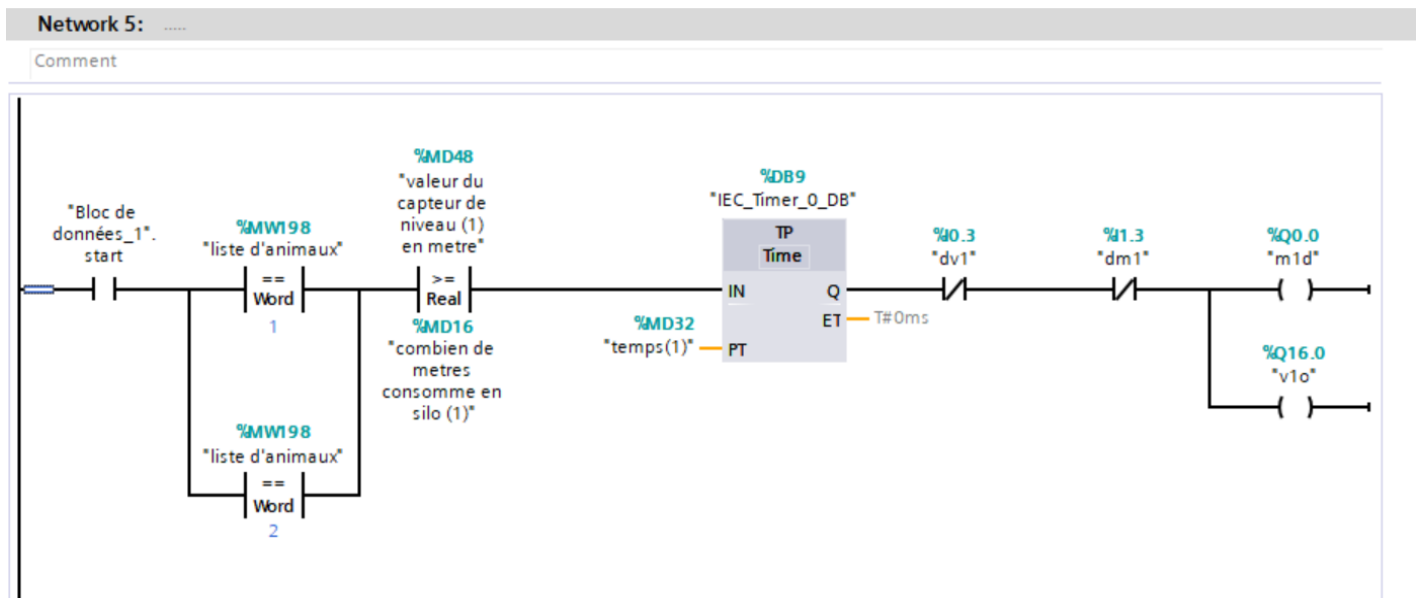 Network 5: .....
Comment
"Bloc de
données_1".
start
%MW198
"liste d'animaux"
==
Word
1
%MW198
"liste d'animaux"
==
Word
2
%MD48
"valeur du
capteur de
niveau (1)
en metre"
>=
Real
%MD16
"combien de
metres
consomme en
silo (1)"
%DB9
"IEC_Timer_0_DB"
TP
Time
IN
Q
ET
T#0ms
%MD32
"temps(1)"
PT
%I0.3
"dv1"
%I1.3
"dm1"
%Q0.0
"m1d"
%Q16.0
"v1o"